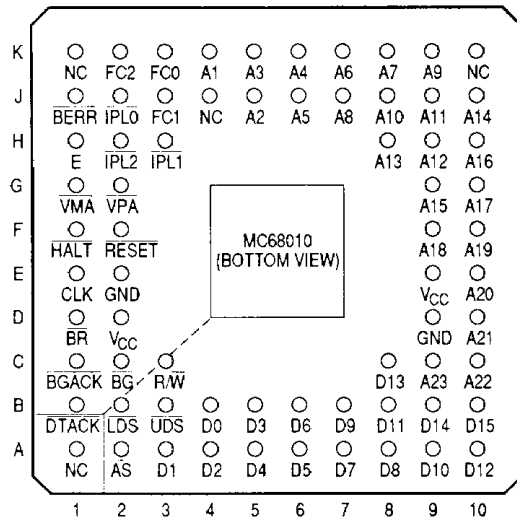 K
NC FC2 FC0 A1 A3 A4 A6 A7 A9 NC
J
BERR IPL0 FC1 NC A2 A5 A8 A10 A11 A14
H
E IPL2 IPL1 A13 A12 A16
G
VMA VPA A15 A17
MC68010
(BOTTOM VIEW)
F
HALT RESET A18 A19
E
CLK GND VCC A20
D
BR VCC GND A21
C
BGACK BG R/W D13 A23 A22
B
DTACK LDS UDS D0 D3 D6 D9 D11 D14 D15
A
NC AS D1 D2 D4 D5 D7 D8 D10 D12
1 2 3 4 5 6 7 8 9 10